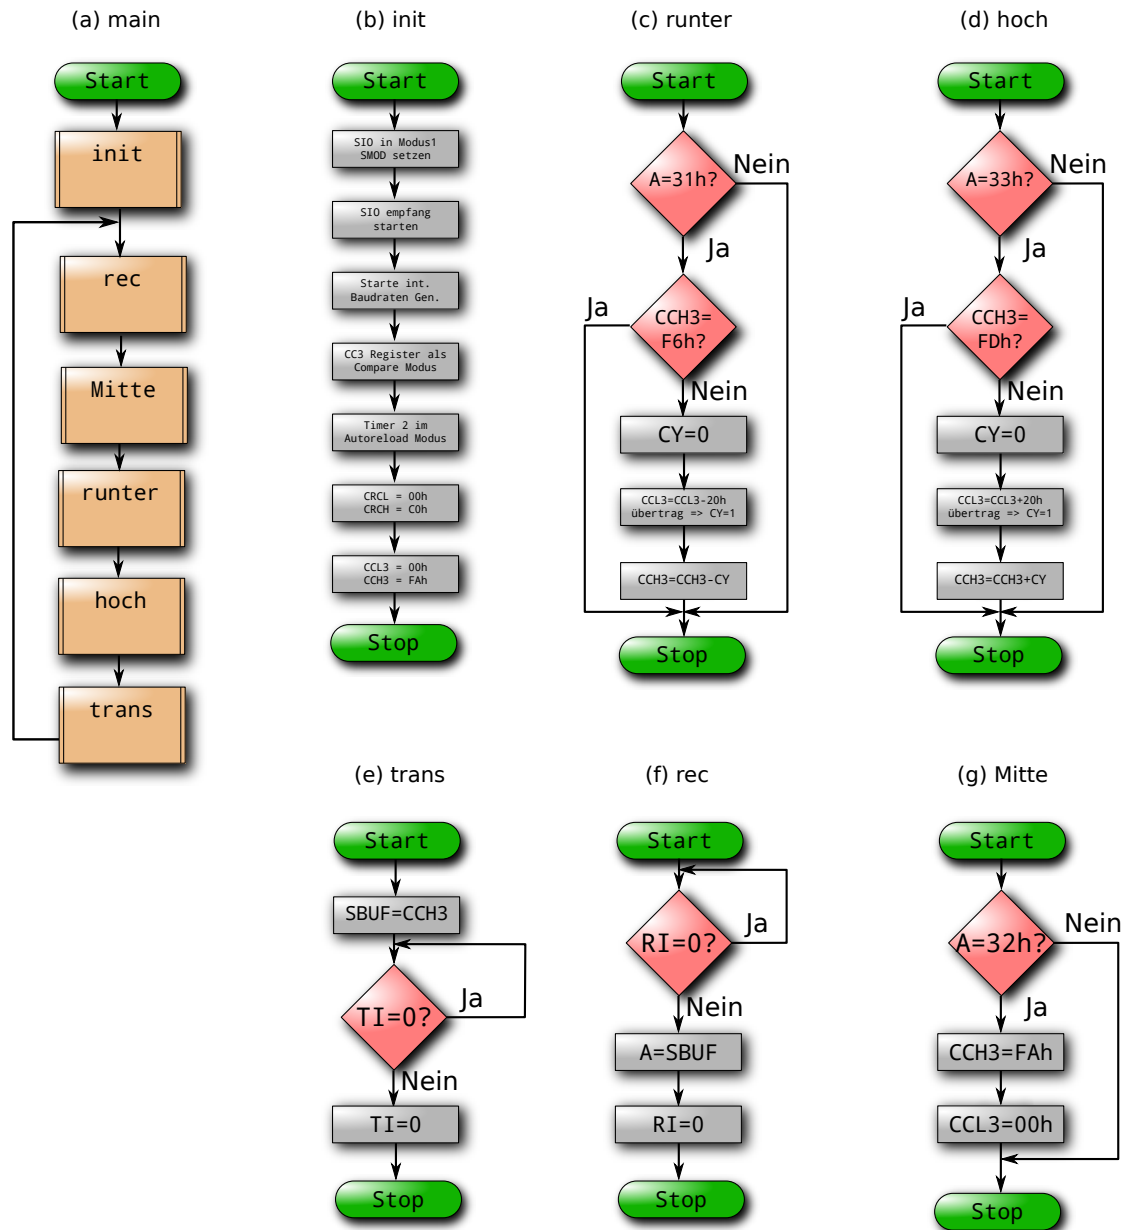 (a) main
Start
init
rec
Mitte
runter
hoch
trans
(b) init
Start
SIO in Modus1
SMOD setzen
SIO empfang
starten
Starte int.
Baudraten Gen.
CC3 Register als
Compare Modus
Timer 2 im
Autoreload Modus
CRCL = 00h
CRCH = C0h
CCL3 = 00h
CCH3 = FAh
Stop
(c) runter
Start
A=31h?
Nein
Ja
CCH3=
F6h?
Ja
Nein
CY=0
CCL3=CCL3-20h
übertrag => CY=1
CCH3=CCH3-CY
Stop
(d) hoch
Start
A=33h?
Nein
Ja
CCH3=
FDh?
Ja
Nein
CY=0
CCL3=CCL3+20h
übertrag => CY=1
CCH3=CCH3+CY
Stop
(e) trans
Start
SBUF=CCH3
TI=0?
Ja
Nein
TI=0
Stop
(f) rec
Start
RI=0?
Ja
Nein
A=SBUF
RI=0
Stop
(g) Mitte
Start
A=32h?
Nein
Ja
CCH3=FAh
CCL3=00h
Stop